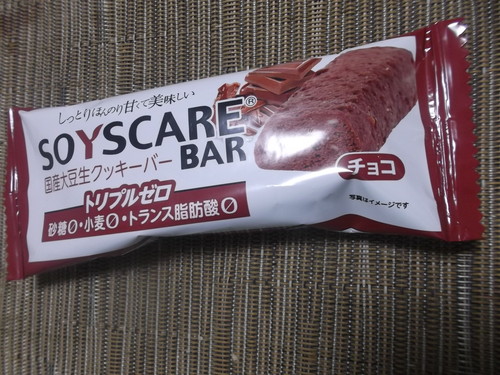 しっとりほんのり甘くて美味しい
SOYSCARE®
BAR
国産大豆生クッキーバー
トリプルゼロ
砂糖0・小麦0・トランス脂肪酸0
チョコ
写真はイメージです